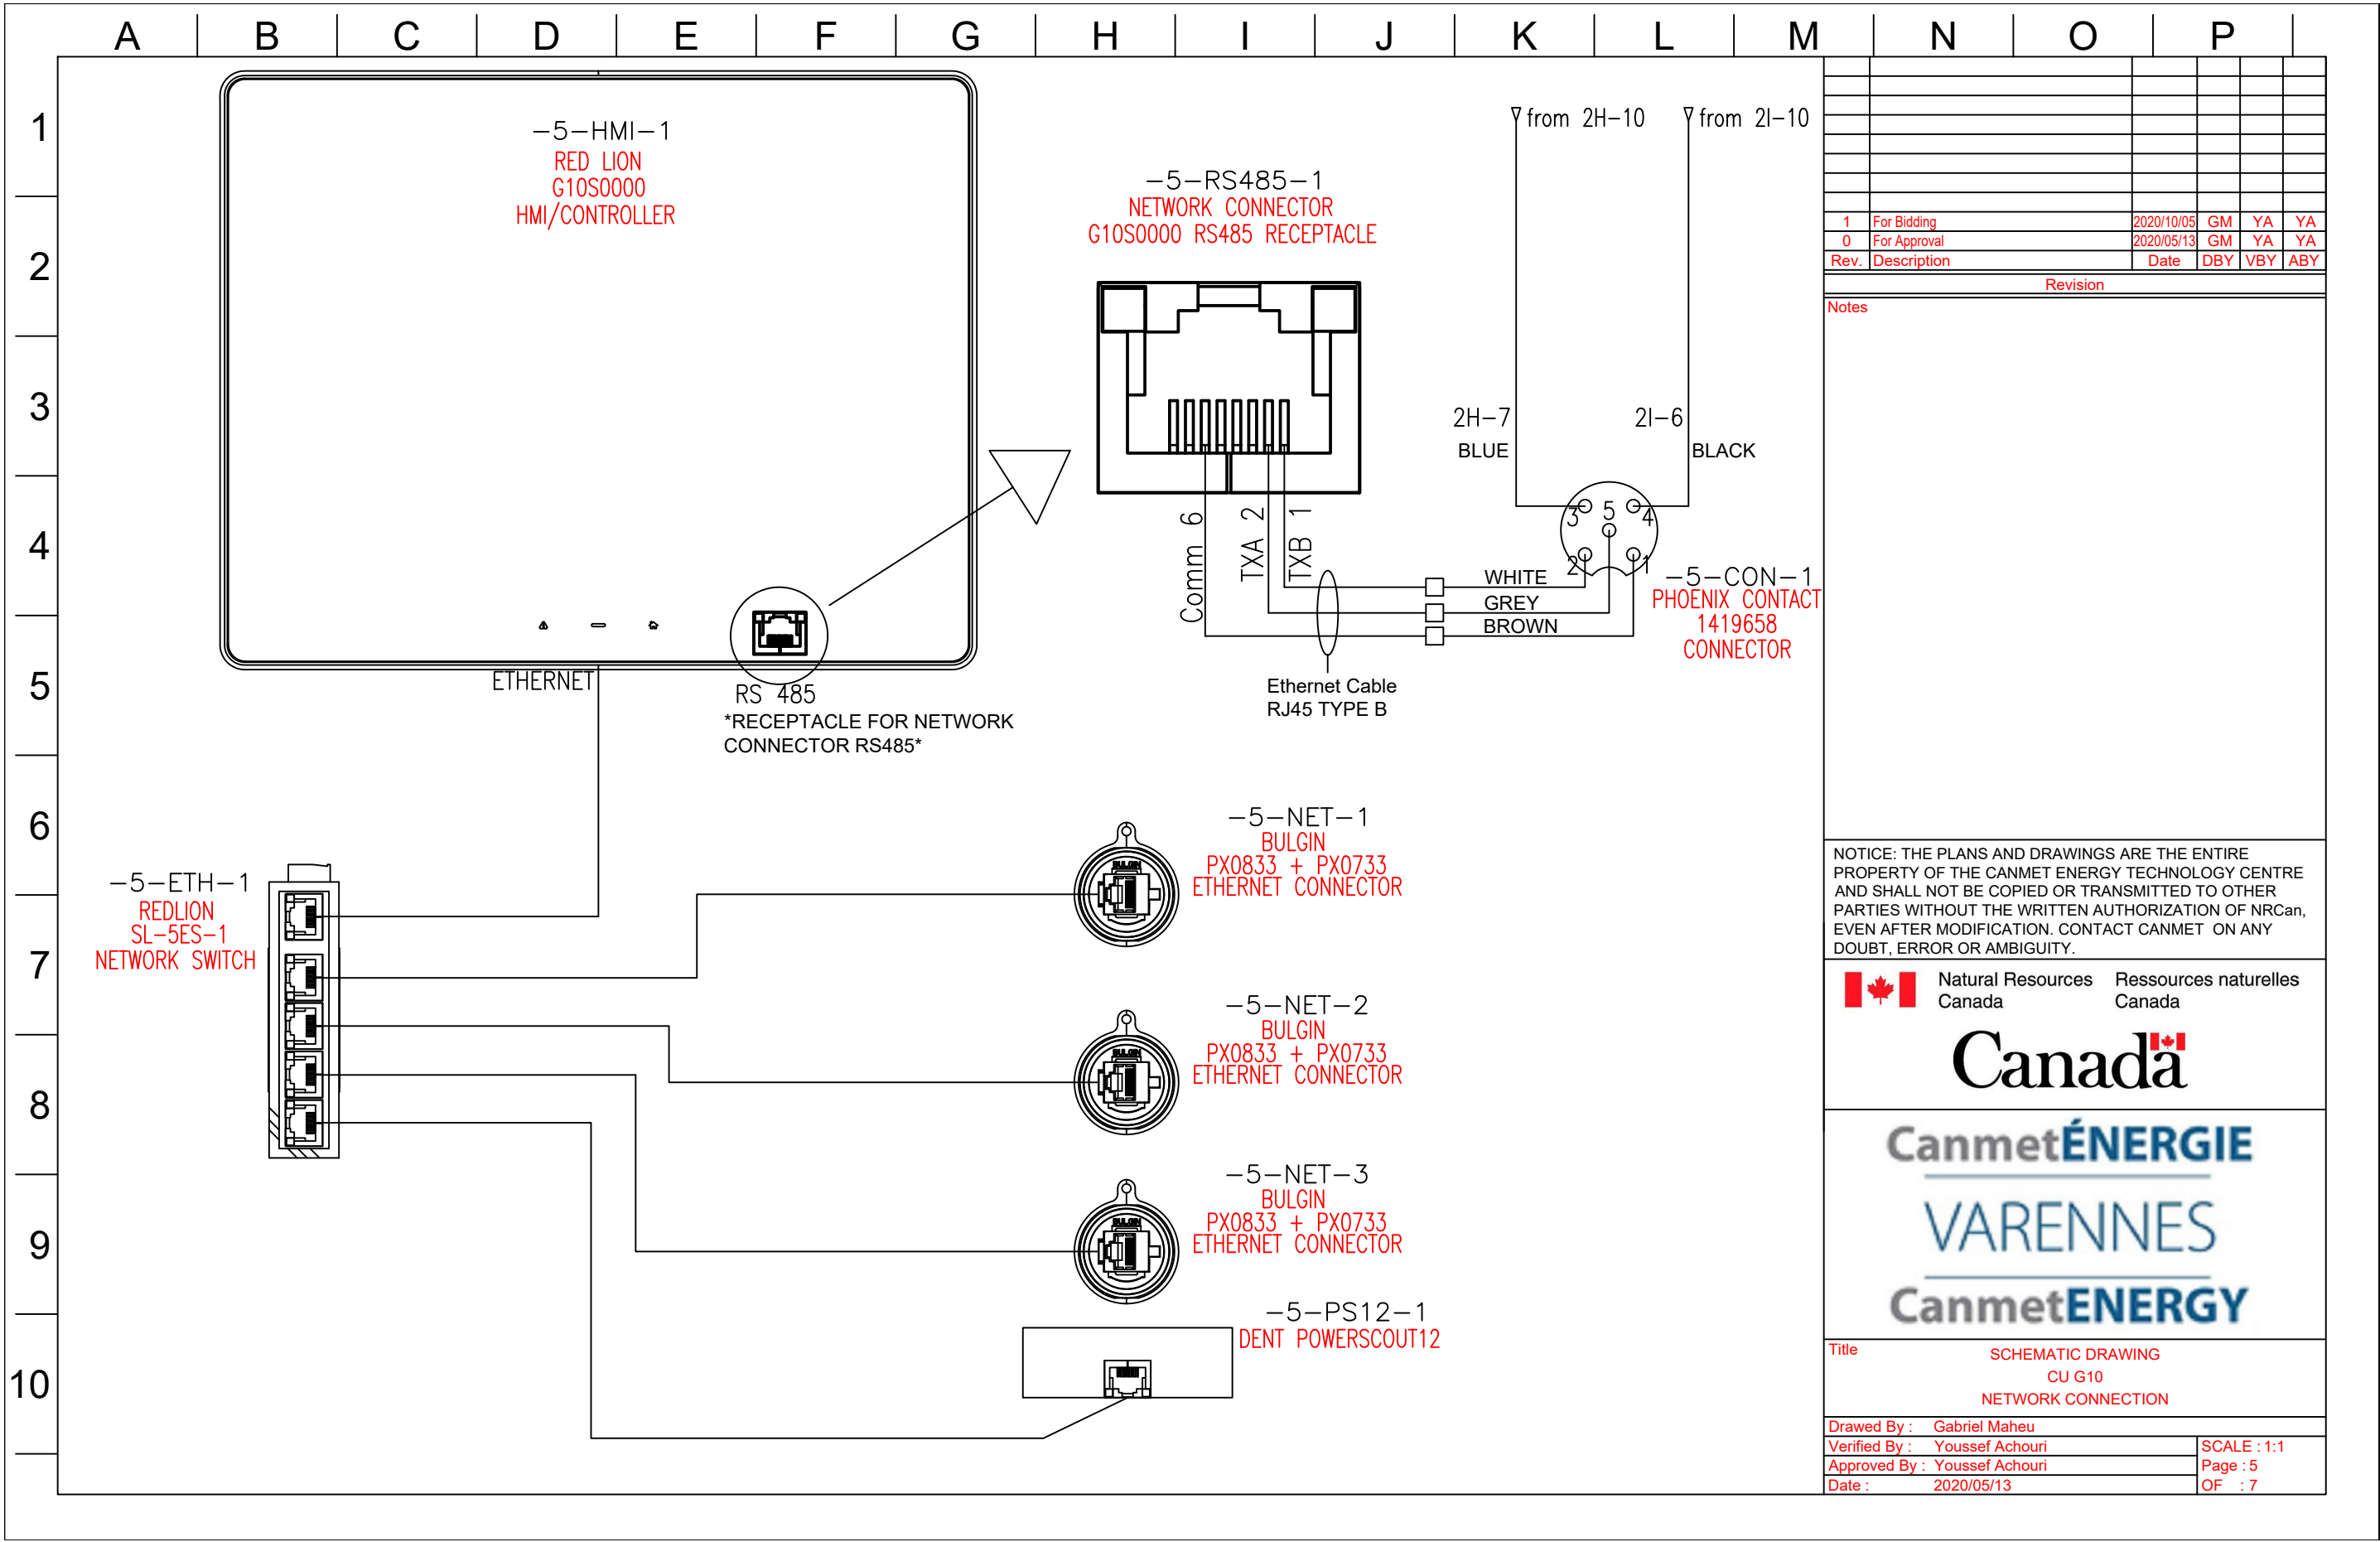 A B C D E F G H I J K L M N O P
1
2
3
4
5
6
7
8
9
10
-5-HMI-1
RED LION
G10S0000
HMI/CONTROLLER
ETHERNET
RS 485
*RECEPTACLE FOR NETWORK
CONNECTOR RS485*
-5-RS485-1
NETWORK CONNECTOR
G10S0000 RS485 RECEPTACLE
Comm 6
TXA 2
TXB 1
Ethernet Cable
RJ45 TYPE B
from 2H-10
from 2I-10
2H-7
BLUE
2I-6
BLACK
3 5 4
2 1
WHITE
GREY
BROWN
-5-CON-1
PHOENIX CONTACT
1419658
CONNECTOR
-5-ETH-1
REDLION
SL-5ES-1
NETWORK SWITCH
-5-NET-1
BULGIN
PX0833 + PX0733
ETHERNET CONNECTOR
BULGIN
-5-NET-2
BULGIN
PX0833 + PX0733
ETHERNET CONNECTOR
BULGIN
-5-NET-3
BULGIN
PX0833 + PX0733
ETHERNET CONNECTOR
BULGIN
-5-PS12-1
DENT POWERSCOUT12
1 For Bidding 2020/10/05 GM YA YA
0 For Approval 2020/05/13 GM YA YA
Rev. Description Date DBY VBY ABY
Revision
Notes
NOTICE: THE PLANS AND DRAWINGS ARE THE ENTIRE
PROPERTY OF THE CANMET ENERGY TECHNOLOGY CENTRE
AND SHALL NOT BE COPIED OR TRANSMITTED TO OTHER
PARTIES WITHOUT THE WRITTEN AUTHORIZATION OF NRCan,
EVEN AFTER MODIFICATION. CONTACT CANMET ON ANY
DOUBT, ERROR OR AMBIGUITY.
Natural Resources Ressources naturelles
Canada Canada
Canada
CanmetÉNERGIE
VARENNES
CanmetENERGY
Title SCHEMATIC DRAWING
CU G10
NETWORK CONNECTION
Drawed By : Gabriel Maheu
Verified By : Youssef Achouri SCALE : 1:1
Approved By : Youssef Achouri Page : 5
Date : 2020/05/13 OF : 7